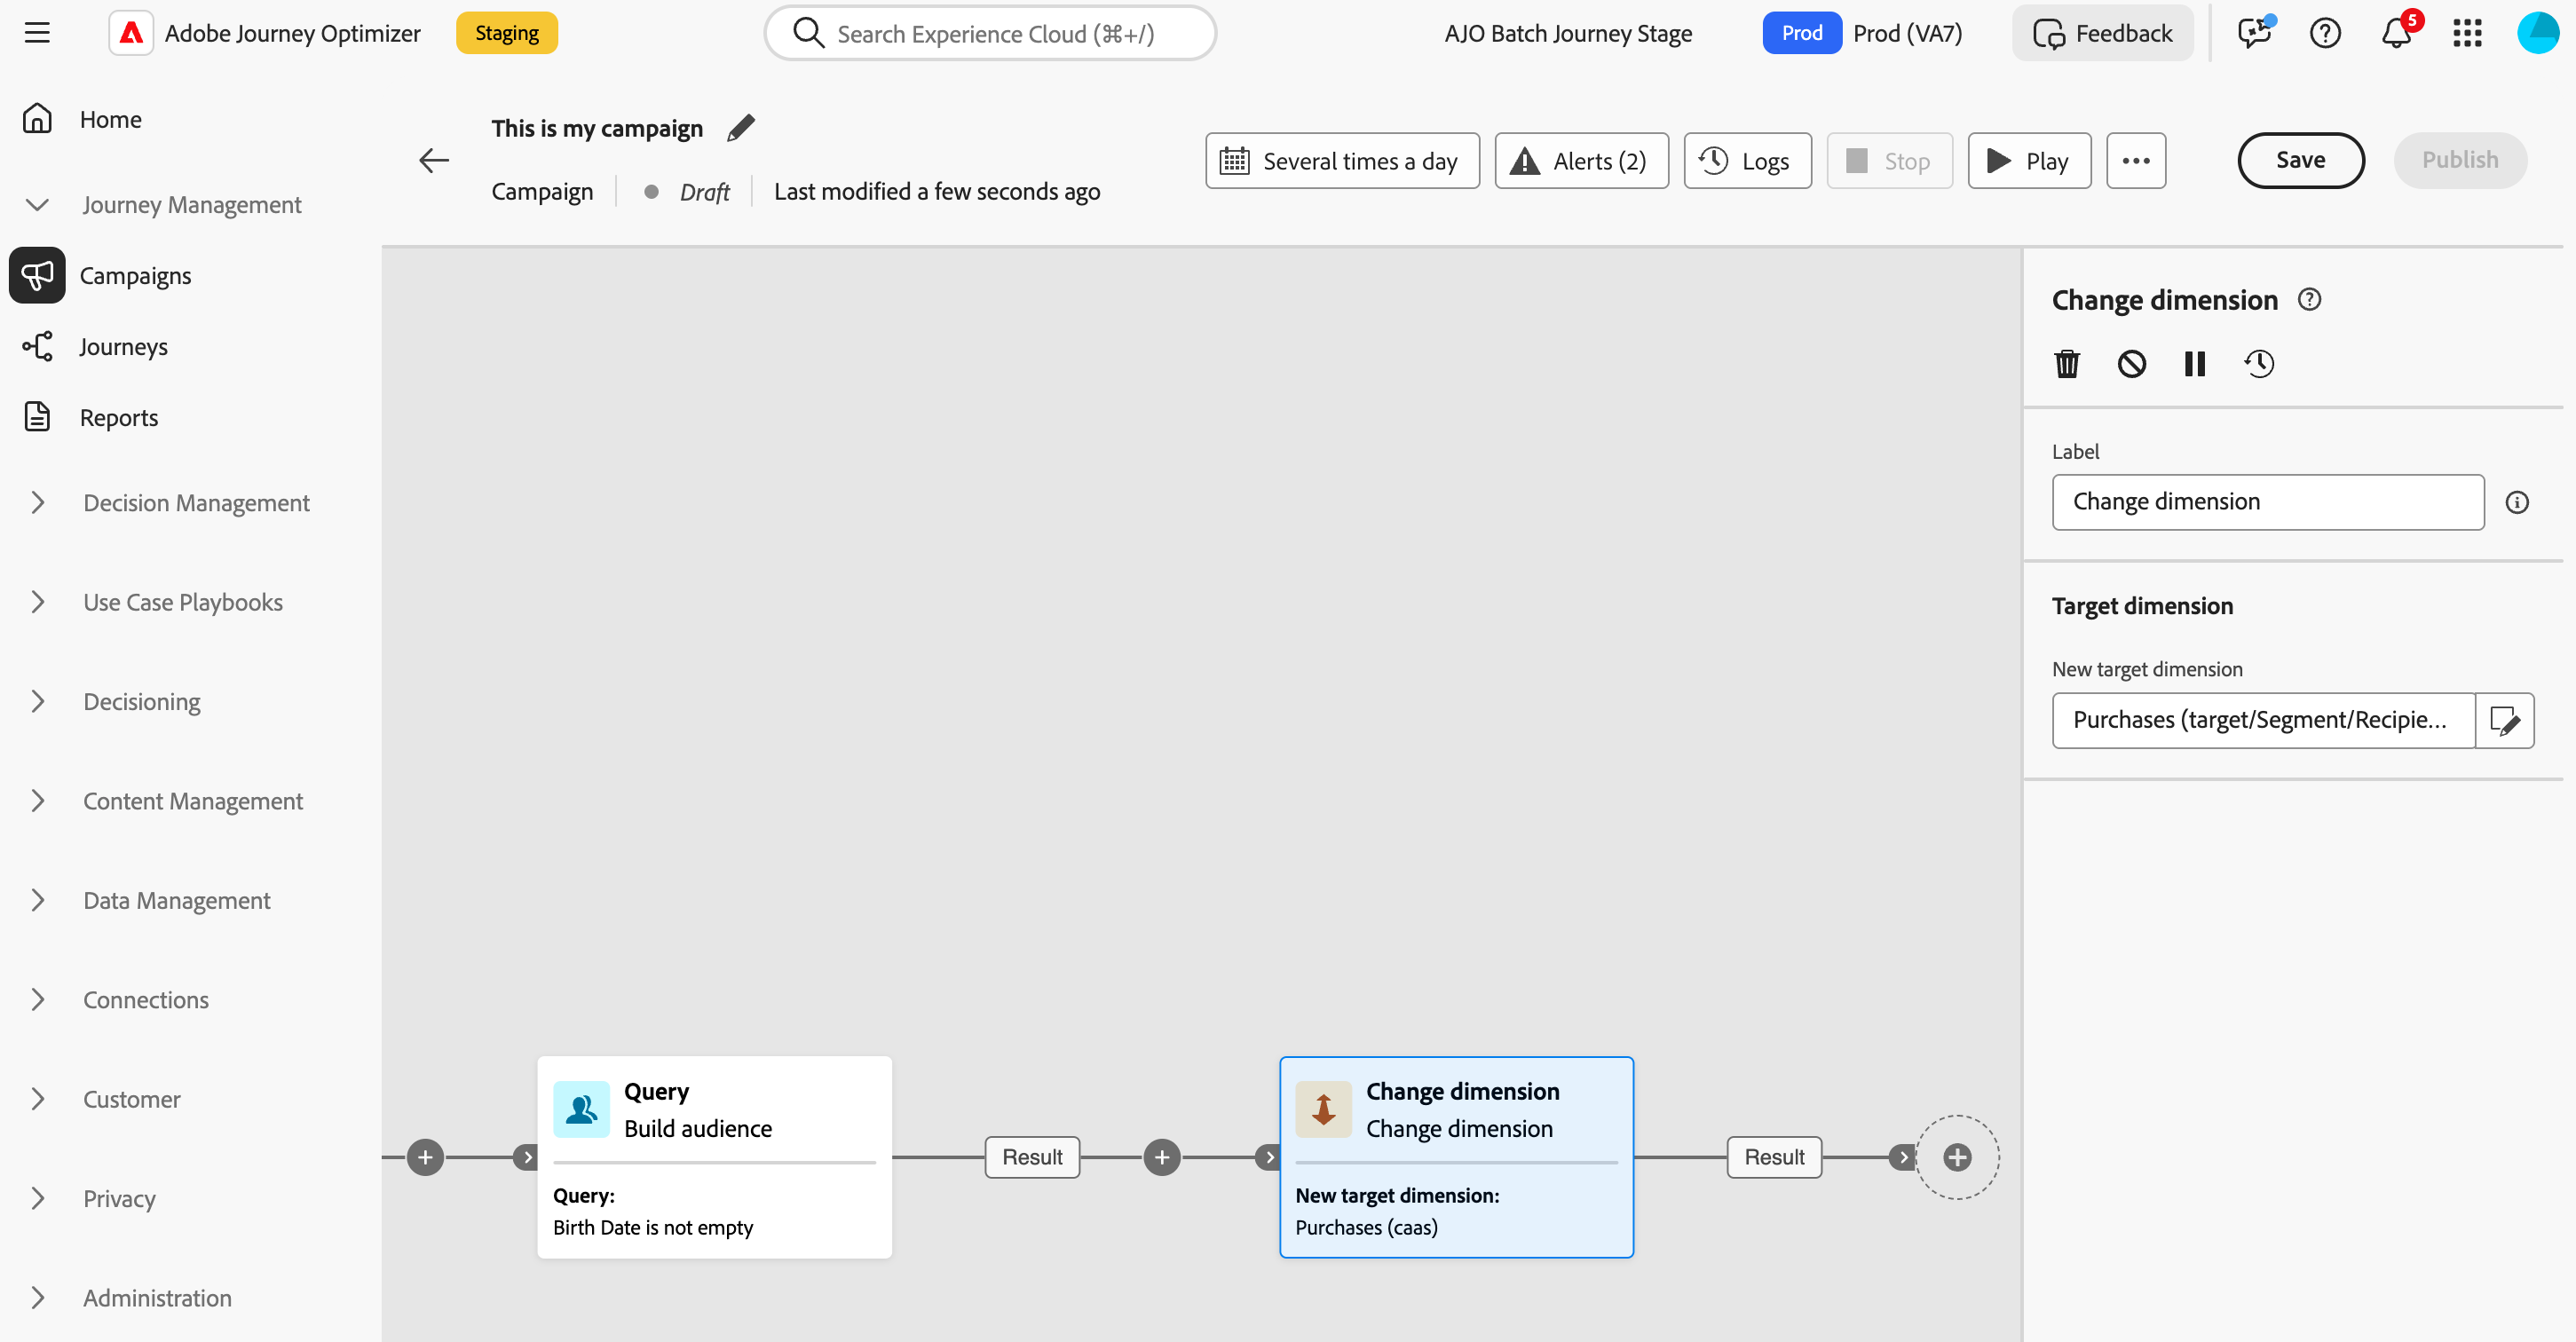 Adobe Journey Optimizer
Staging
Search Experience Cloud (⌘+/)
AJO Batch Journey Stage
Prod
Prod (VA7)
Feedback
5
Home
Journey Management
Campaigns
Journeys
Reports
Decision Management
Use Case Playbooks
Decisioning
Content Management
Data Management
Connections
Customer
Privacy
Administration
This is my campaign
Campaign
Draft
Last modified a few seconds ago
Several times a day
Alerts (2)
Logs
Stop
Play
Save
Publish
Query
Build audience
Query:
Birth Date is not empty
Result
Change dimension
Change dimension
New target dimension:
Purchases (caas)
Result
Change dimension
Label
Change dimension
Target dimension
New target dimension
Purchases (target/Segment/Recipie...